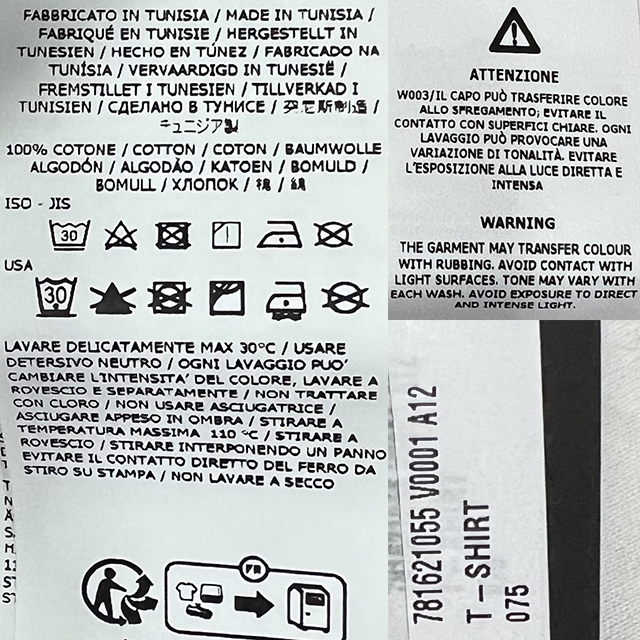 FABBRICATO IN TUNISIA / MADE IN TUNISIA /
FABRIQUÉ EN TUNISIE / HERGESTELLT IN
TUNESIEN / HECHO EN TÚNEZ / FABRICADO NA
TUNÍSIA / VERVAARDIGD IN TUNESIË /
FREMSTILLET I TUNESIEN / TILLVERKAD I
TUNISIEN / СДЕЛАНО В ТУНИСЕ / 突尼斯制造 /
チュニジア製
100% COTONE / COTTON / COTON / BAUMWOLLE
ALGODÓN / ALGODÃO / KATOEN / BOMULD /
BOMULL / ХЛОПОК / 棉 / 綿
ISO - JIS
30
USA
30
LAVARE DELICATAMENTE MAX 30°C / USARE
DETERSIVO NEUTRO / OGNI LAVAGGIO PUO'
CAMBIARE L'INTENSITA' DEL COLORE, LAVARE A
ROVESCIO E SEPARATAMENTE / NON TRATTARE
CON CLORO / NON USARE ASCIUGATRICE /
ASCIUGARE APPESO IN OMBRA / STIRARE A
TEMPERATURA MASSIMA 110 °C / STIRARE A
ROVESCIO / STIRARE INTERPONENDO UN PANNO
EVITARE IL CONTATTO DIRETTO DEL FERRO DA
STIRO SU STAMPA / NON LAVARE A SECCO
FR
ATTENZIONE
W003/IL CAPO PUÒ TRASFERIRE COLORE
ALLO SFREGAMENTO; EVITARE IL
CONTATTO CON SUPERFICI CHIARE. OGNI
LAVAGGIO PUÒ PROVOCARE UNA
VARIAZIONE DI TONALITÀ. EVITARE
L'ESPOSIZIONE ALLA LUCE DIRETTA E
INTENSA
WARNING
THE GARMENT MAY TRANSFER COLOUR
WITH RUBBING. AVOID CONTACT WITH
LIGHT SURFACES. TONE MAY VARY WITH
EACH WASH. AVOID EXPOSURE TO DIRECT
AND INTENSE LIGHT.
781621055 V0001 A12
T-SHIRT
075